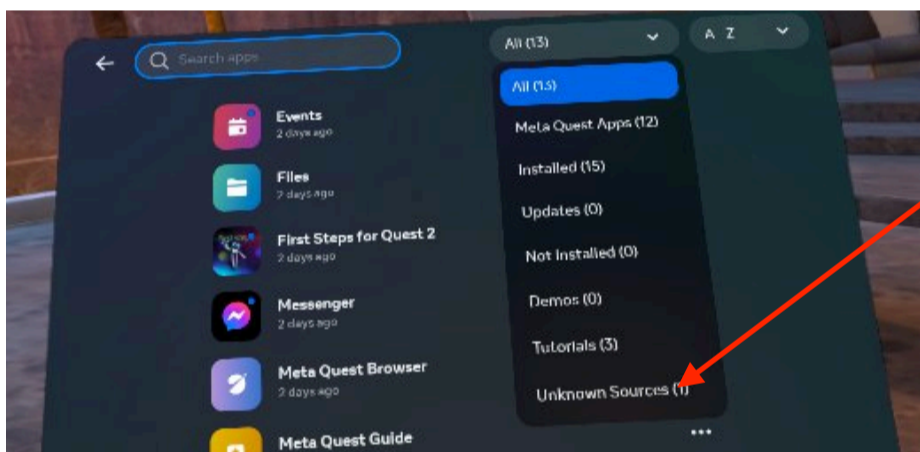 Search apps
All (13)
A Z
Events
2 days ago
Files
2 days ago
First Steps for Quest 2
2 days ago
Messenger
2 days ago
Meta Quest Browser
2 days ago
Meta Quest Guide
All (13)
Meta Quest Apps (12)
Installed (15)
Updates (0)
Not Installed (0)
Demos (0)
Tutorials (3)
Unknown Sources (1)